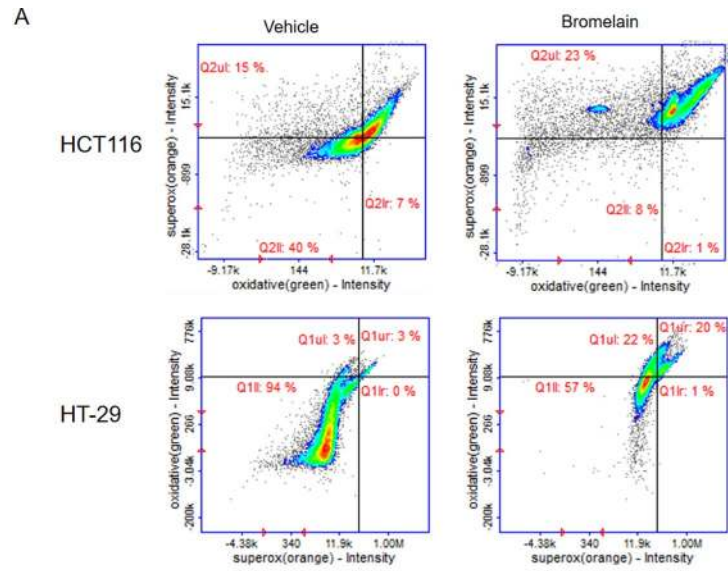 A
Vehicle
Bromelain
HCT116
superox(orange) - Intensity
15.1k
-899
-28.1k
Q2ul: 15 %
Q2lr: 7 %
Q2ll: 40 %
-9.17k 144 11.7k
oxidative(green) - Intensity
superox(orange) - Intensity
15.1k
-899
-28.1k
Q2ul: 23 %
Q2ll: 8 %
Q2lr: 1 %
-9.17k 144 11.7k
oxidative(green) - Intensity
HT-29
oxidative(green) - Intensity
776k
9.08k
266
-3.04k
-200k
Q1ul: 3 %
Q1ur: 3 %
Q1ll: 94 %
Q1lr: 0 %
-4.38k 340 11.9k 1.00M
superox(orange) - Intensity
oxidative(green) - Intensity
776k
9.08k
266
-3.04k
-200k
Q1ul: 22 %
Q1ur: 20 %
Q1ll: 57 %
Q1lr: 1 %
-4.38k 340 11.9k 1.00M
superox(orange) - Intensity